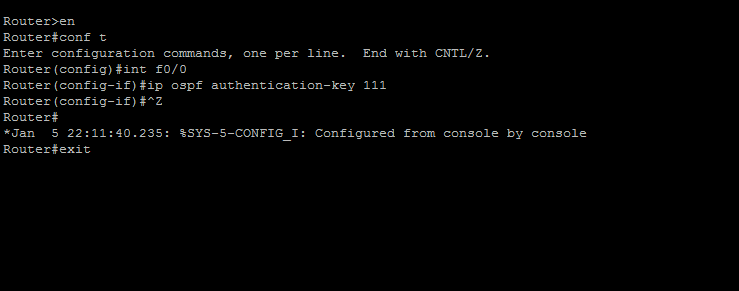 Router>en
Router#conf t
Enter configuration commands, one per line.  End with CNTL/Z.
Router(config)#int f0/0
Router(config-if)#ip ospf authentication-key 111
Router(config-if)#^Z
Router#
*Jan  5 22:11:40.235: %SYS-5-CONFIG_I: Configured from console by console
Router#exit